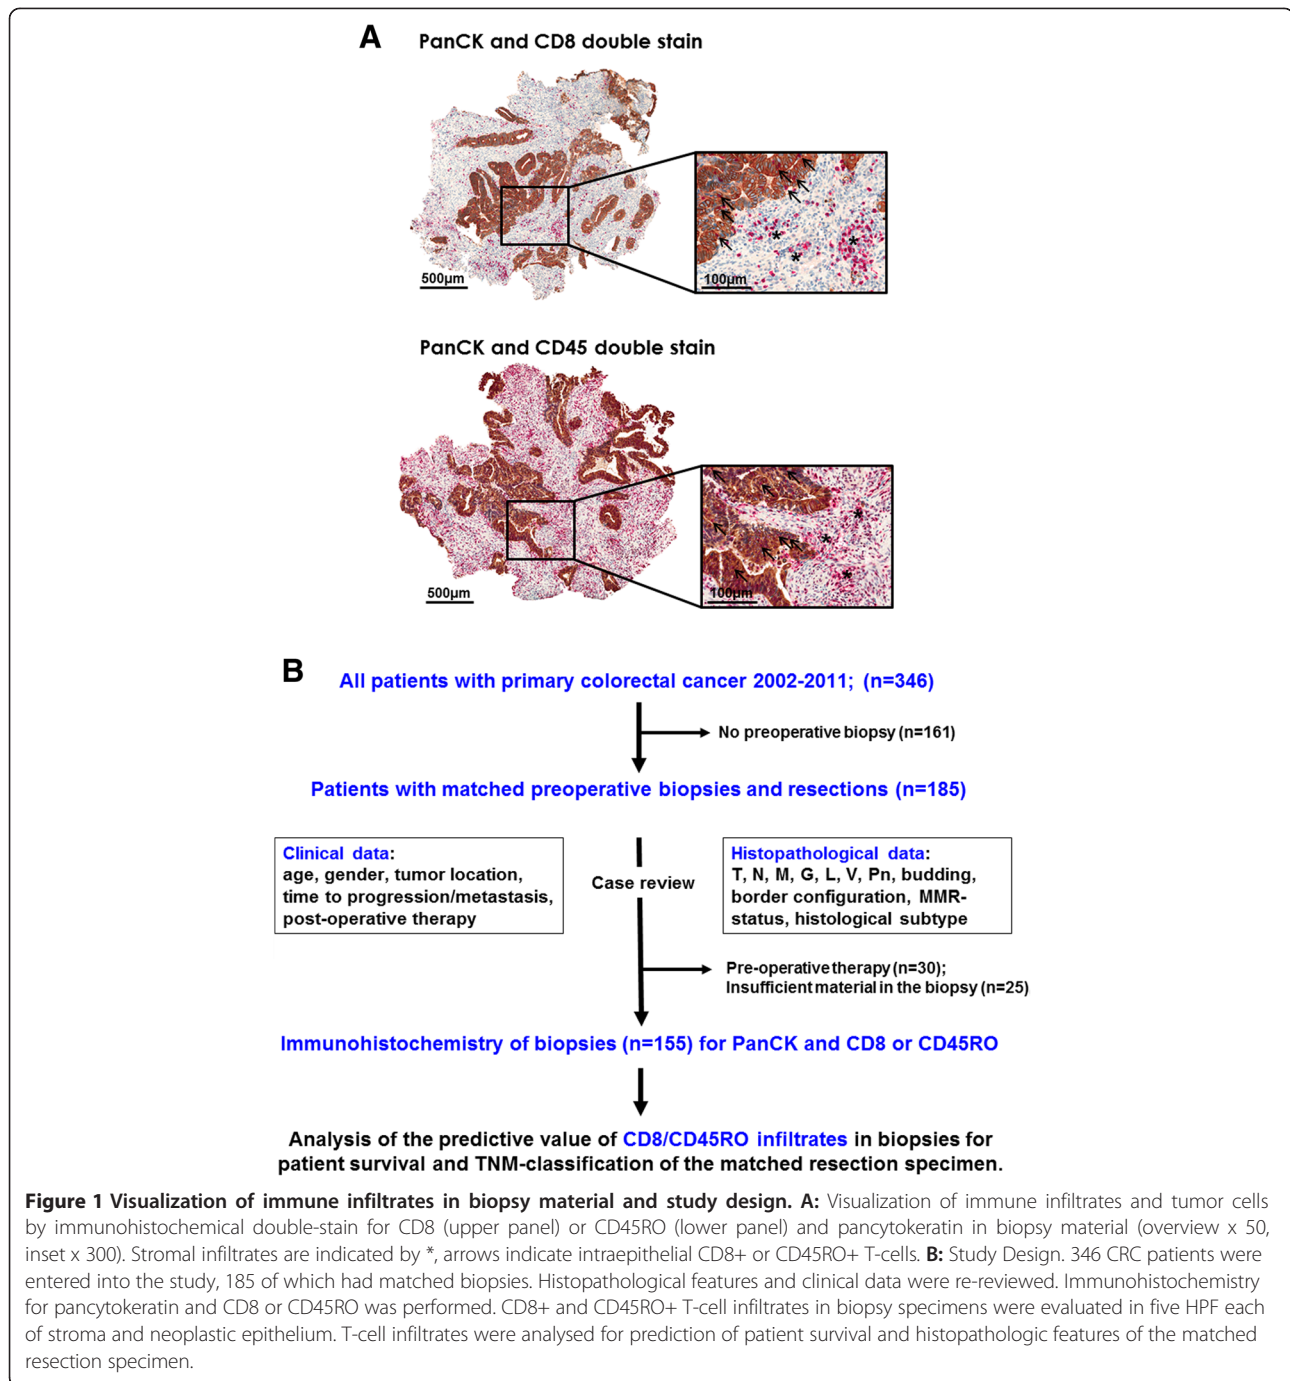 A
PanCK and CD8 double stain
500µm
100µm
* * *
PanCK and CD45 double stain
500µm
100µm
* * * *
B
All patients with primary colorectal cancer 2002-2011; (n=346)
No preoperative biopsy (n=161)
Patients with matched preoperative biopsies and resections (n=185)
Clinical data:
age, gender, tumor location,
time to progression/metastasis,
post-operative therapy
Case review
Histopathological data:
T, N, M, G, L, V, Pn, budding,
border configuration, MMR-
status, histological subtype
Pre-operative therapy (n=30);
Insufficient material in the biopsy (n=25)
Immunohistochemistry of biopsies (n=155) for PanCK and CD8 or CD45RO
Analysis of the predictive value of CD8/CD45RO infiltrates in biopsies for
patient survival and TNM-classification of the matched resection specimen.
Figure 1 Visualization of immune infiltrates in biopsy material and study design. A: Visualization of immune infiltrates and tumor cells
by immunohistochemical double-stain for CD8 (upper panel) or CD45RO (lower panel) and pancytokeratin in biopsy material (overview x 50,
inset x 300). Stromal infiltrates are indicated by *, arrows indicate intraepithelial CD8+ or CD45RO+ T-cells. B: Study Design. 346 CRC patients were
entered into the study, 185 of which had matched biopsies. Histopathological features and clinical data were re-reviewed. Immunohistochemistry
for pancytokeratin and CD8 or CD45RO was performed. CD8+ and CD45RO+ T-cell infiltrates in biopsy specimens were evaluated in five HPF each
of stroma and neoplastic epithelium. T-cell infiltrates were analysed for prediction of patient survival and histopathologic features of the matched
resection specimen.